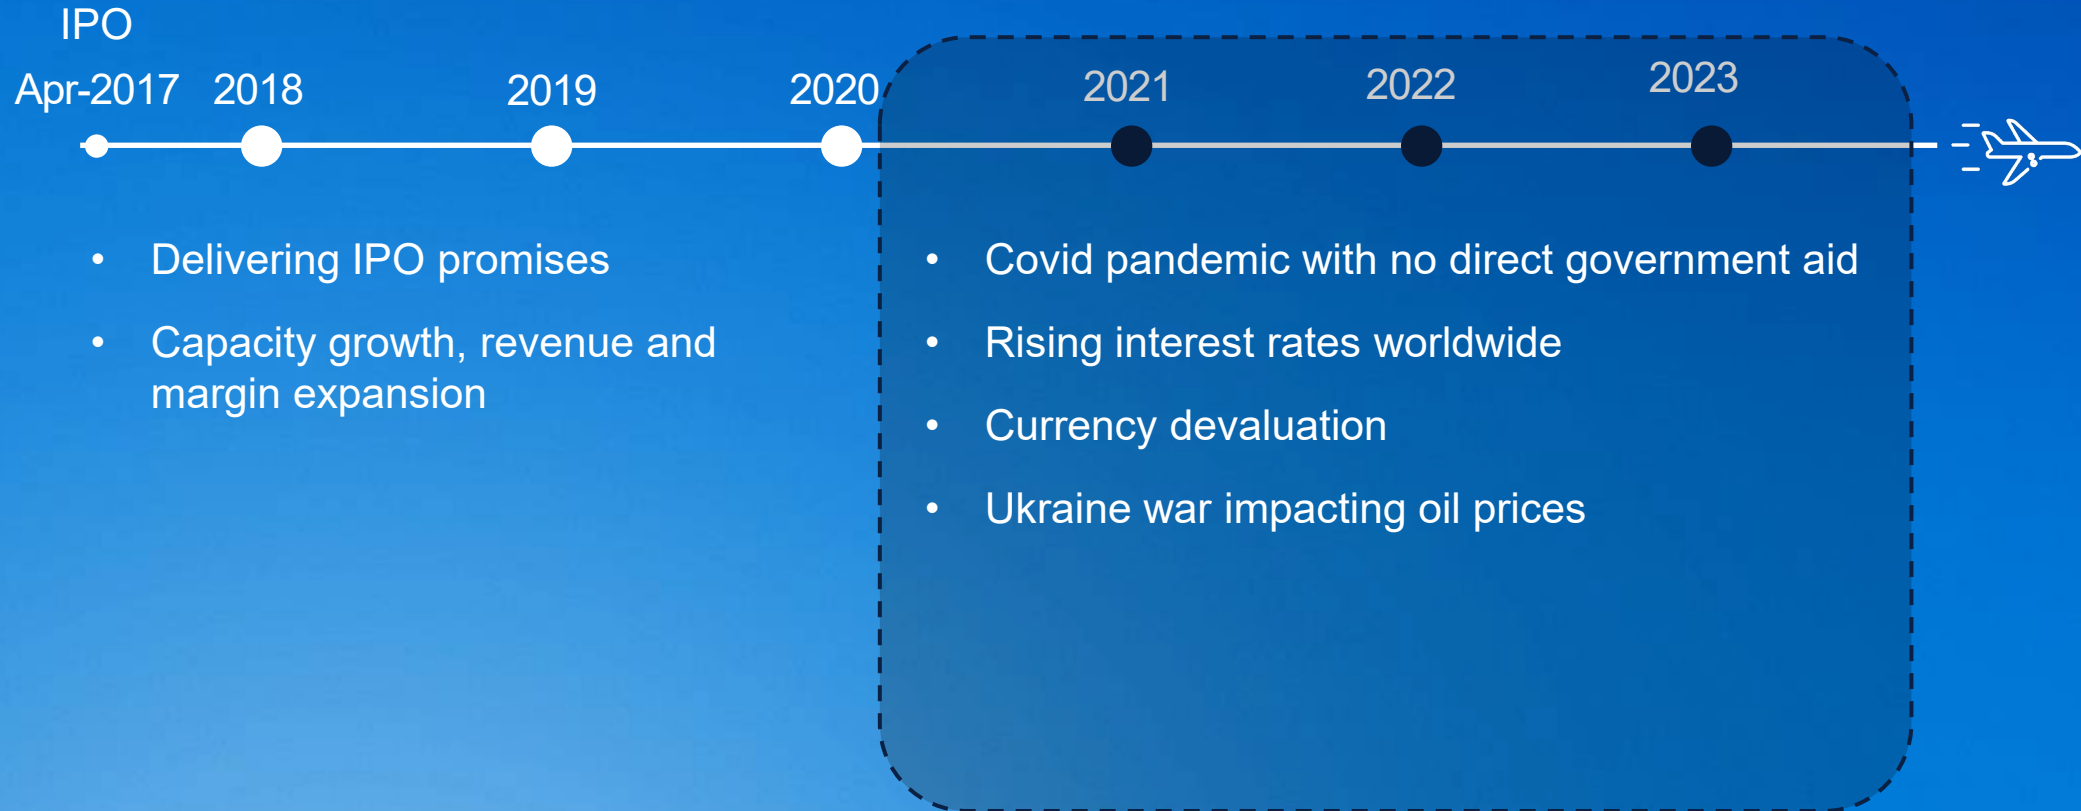 IPO
Apr-2017 2018 2019 2020 2021 2022 2023
• Delivering IPO promises
• Capacity growth, revenue and
margin expansion
• Covid pandemic with no direct government aid
• Rising interest rates worldwide
• Currency devaluation
• Ukraine war impacting oil prices